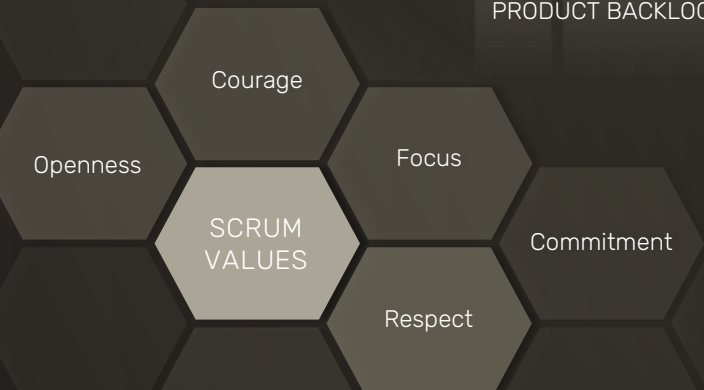 PRODUCT BACKLOG
Courage
Openness
Focus
SCRUM
VALUES
Commitment
Respect